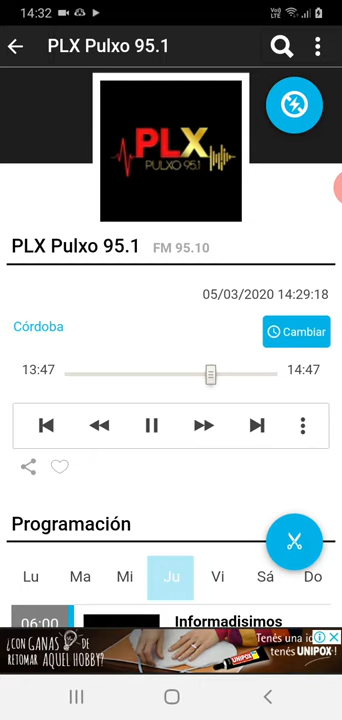 14:32
Vo))
LTE
PLX Pulxo 95.1
PLX
PULXO 95.1
PLX Pulxo 95.1 FM 95.10
05/03/2020 14:29:18
Córdoba
Cambiar
13:47
14:47
Programación
Lu Ma Mi Ju Vi Sá Do
06:00
Informadisimos
¿CON GANAS DE
RETOMAR AQUEL HOBBY?
UNIPOX
Tenés una id
tenés UNIPOX!